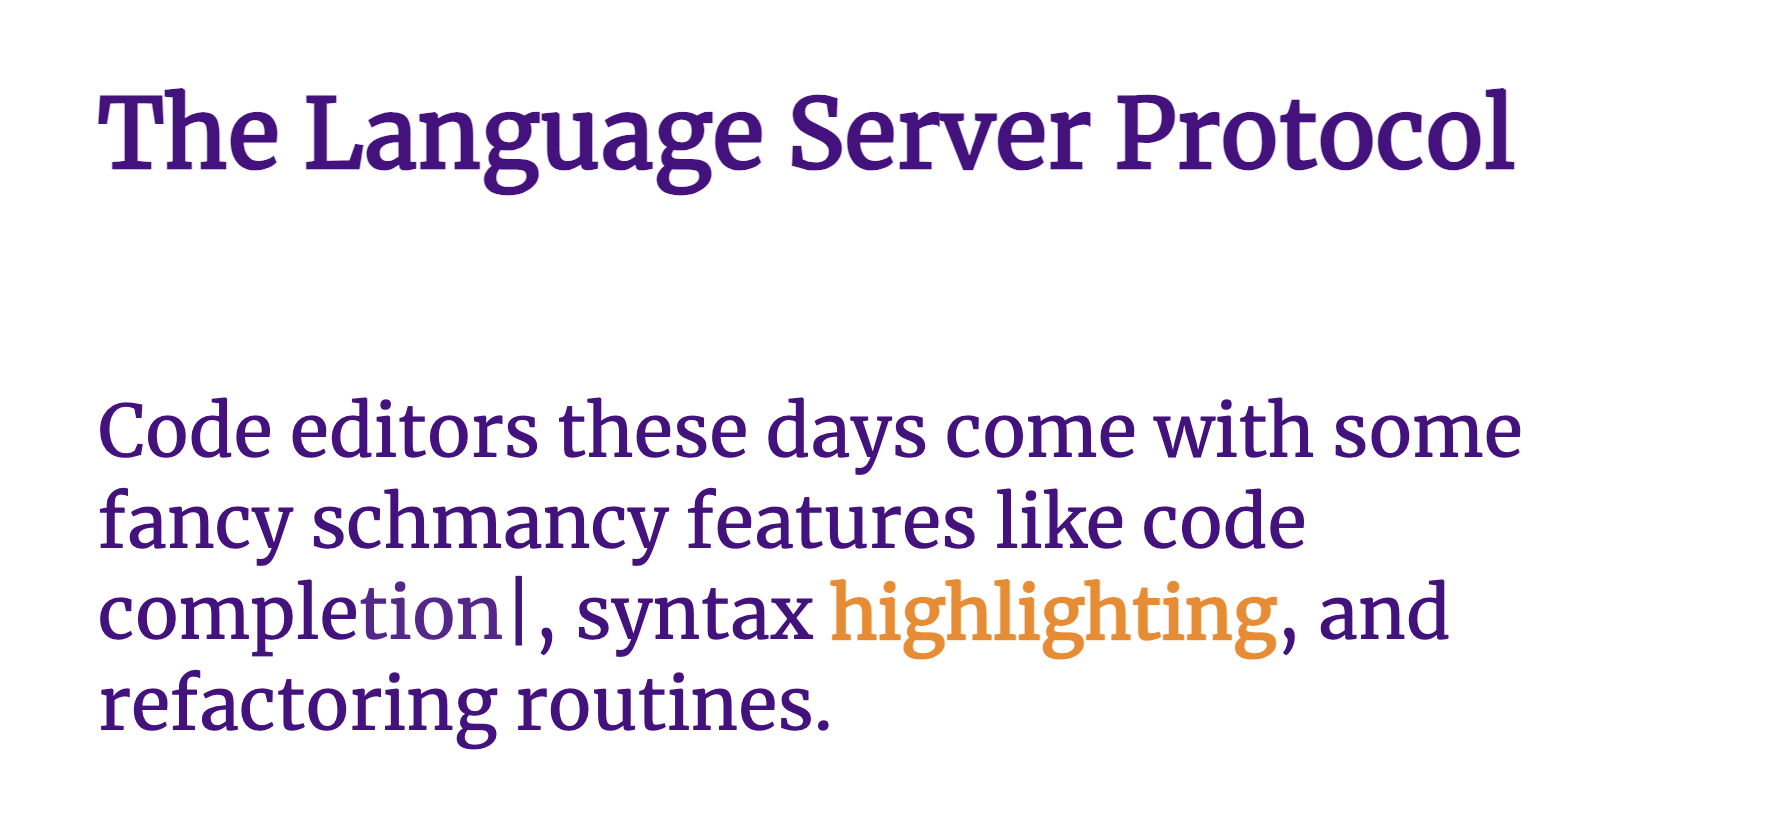 The Language Server Protocol
Code editors these days come with some
fancy schmancy features like code
completion|, syntax highlighting, and
refactoring routines.